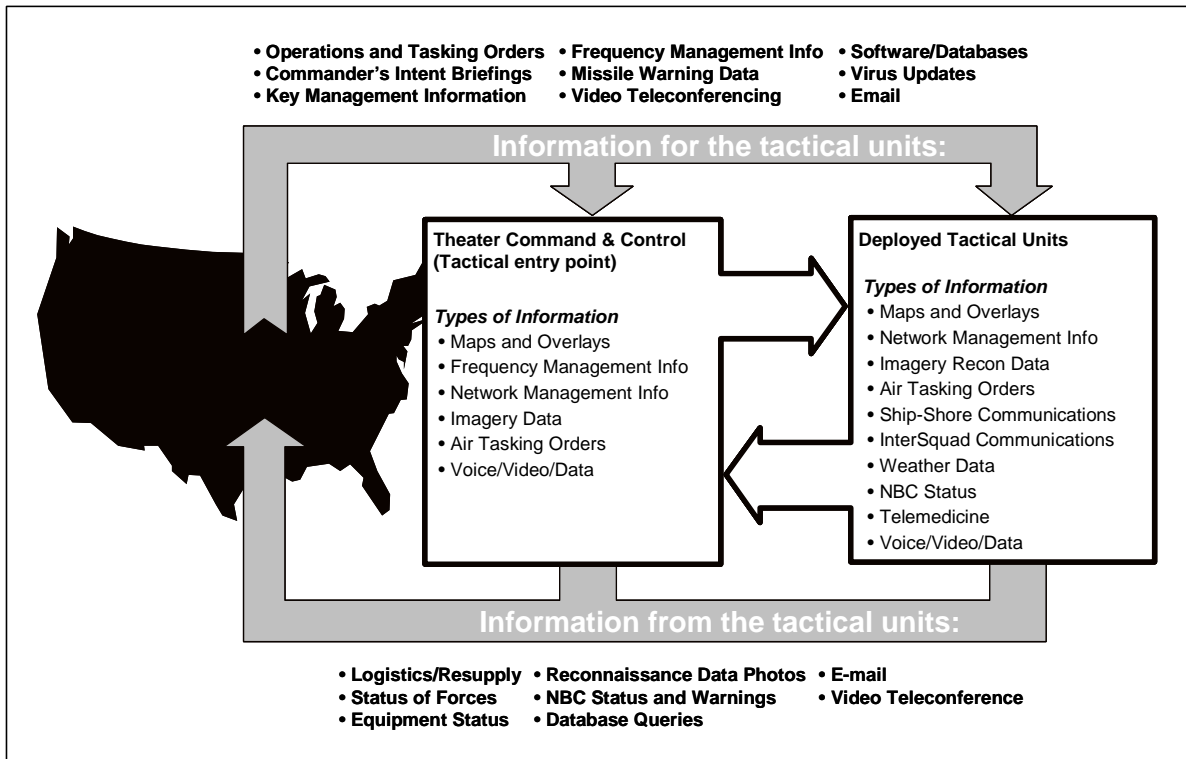 • Operations and Tasking Orders • Frequency Management Info • Software/Databases
• Commander's Intent Briefings • Missile Warning Data • Virus Updates
• Key Management Information • Video Teleconferencing • Email
Information for the tactical units:
Theater Command & Control
(Tactical entry point)
Types of Information
• Maps and Overlays
• Frequency Management Info
• Network Management Info
• Imagery Data
• Air Tasking Orders
• Voice/Video/Data
Deployed Tactical Units
Types of Information
• Maps and Overlays
• Network Management Info
• Imagery Recon Data
• Air Tasking Orders
• Ship-Shore Communications
• InterSquad Communications
• Weather Data
• NBC Status
• Telemedicine
• Voice/Video/Data
Information from the tactical units:
• Logistics/Resupply • Reconnaissance Data Photos • E-mail
• Status of Forces • NBC Status and Warnings • Video Teleconference
• Equipment Status • Database Queries